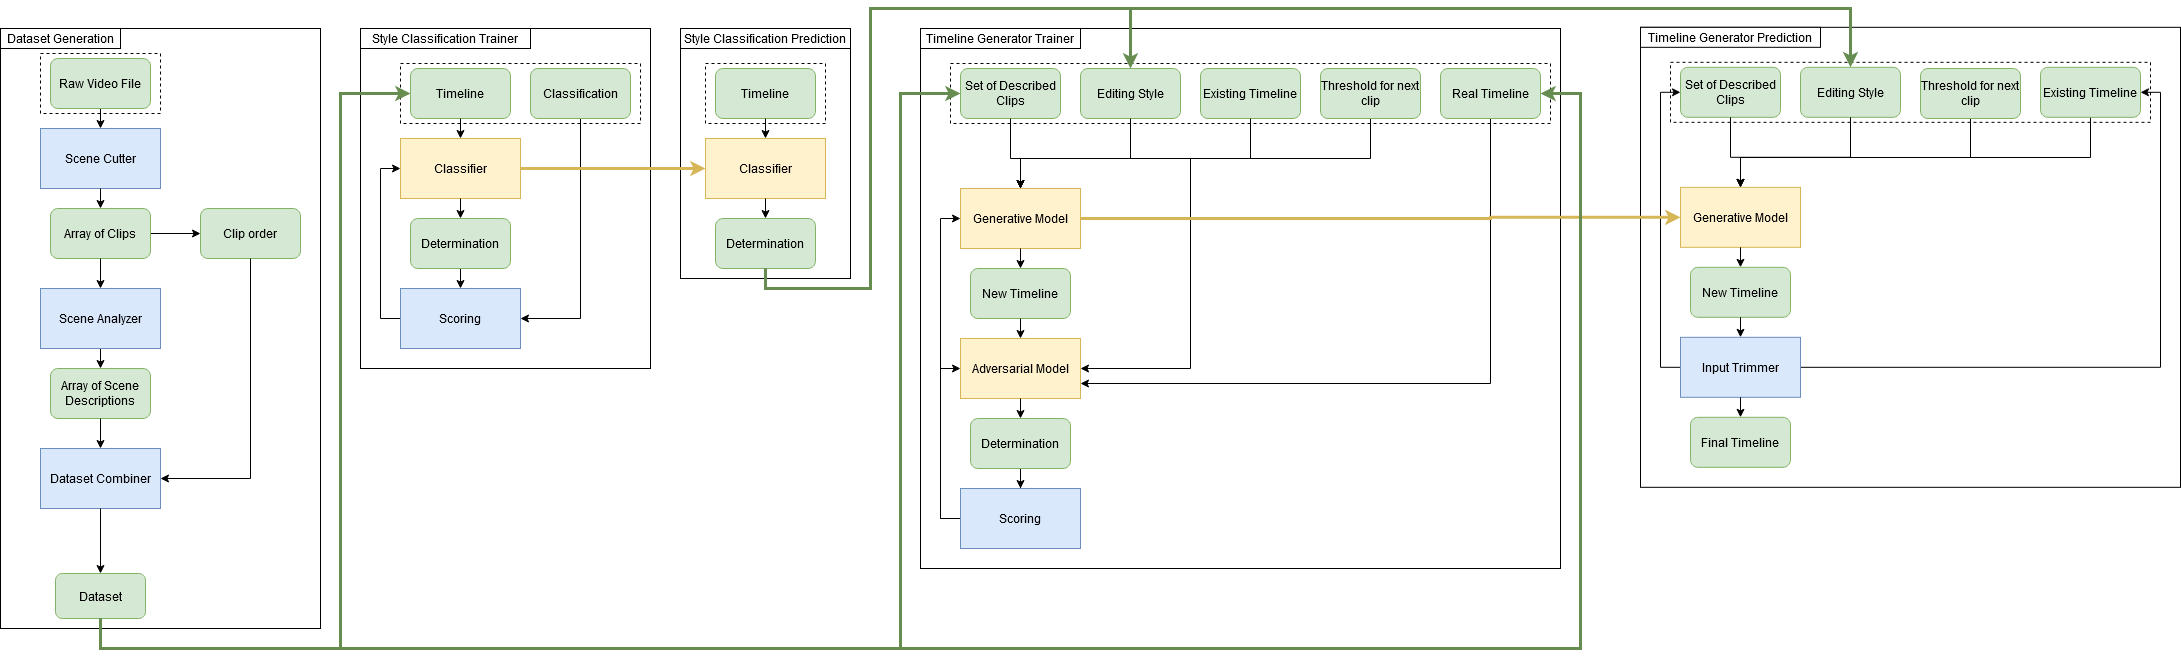 Dataset Generation
Raw Video File
Scene Cutter
Array of Clips
Clip order
Scene Analyzer
Array of Scene
Descriptions
Dataset Combiner
Dataset
Style Classification Trainer
Timeline
Classification
Classifier
Determination
Scoring
Style Classification Prediction
Timeline
Classifier
Determination
Timeline Generator Trainer
Set of Described
Clips
Editing Style
Existing Timeline
Threshold for next
clip
Real Timeline
Generative Model
New Timeline
Adversarial Model
Determination
Scoring
Timeline Generator Prediction
Set of Described
Clips
Editing Style
Threshold for next
clip
Existing Timeline
Generative Model
New Timeline
Input Trimmer
Final Timeline